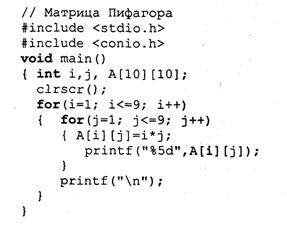 // Матрица Пифагора
#include <stdio.h>
#include <conio.h>
void main()
{ int i,j, A[10][10];
clrscr();
for(i=1; i<=9; i++)
{ for(j=1; j<=9; j++)
{ A[i][j]=i*j;
printf("%5d",A[i][j]);
}
printf("\n");
}
}